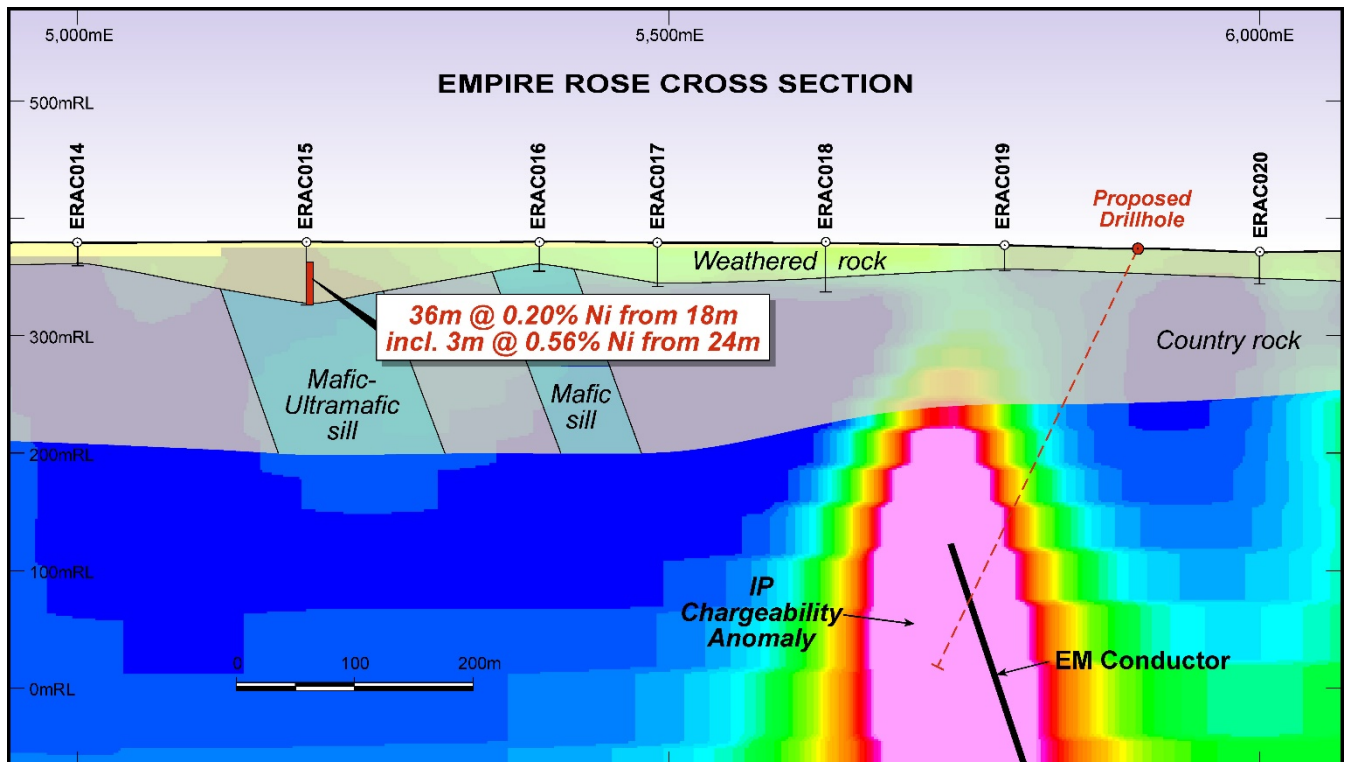 5,000mE
5,500mE
6,000mE
EMPIRE ROSE CROSS SECTION
500mRL
ERAC014
ERAC015
ERAC016
ERAC017
ERAC018
ERAC019
ERAC020
Proposed
Drillhole
Weathered rock
36m @ 0.20% Ni from 18m
incl. 3m @ 0.56% Ni from 24m
300mRL
Country rock
Mafic-
Ultramafic
sill
Mafic
sill
200mRL
100mRL
IP
Chargeability
Anomaly
EM Conductor
0
100
200m
0mRL